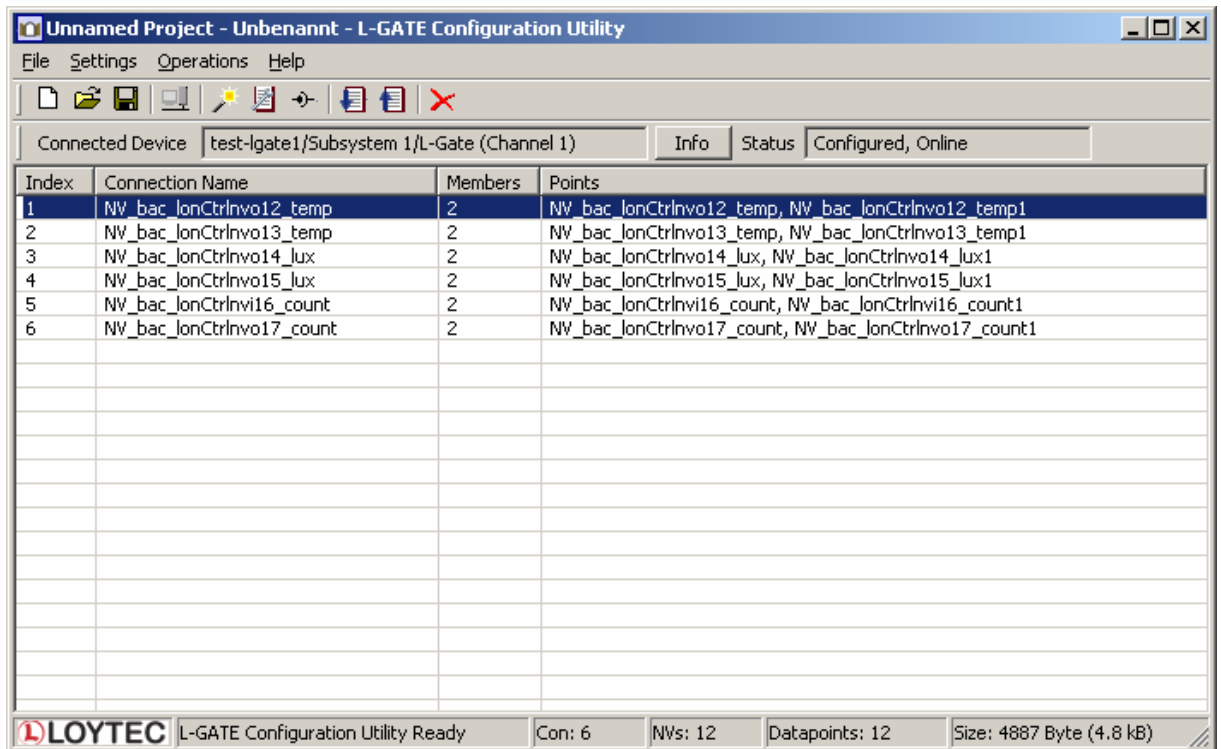 Unnamed Project - Unbenannt - L-GATE Configuration Utility
File Settings Operations Help
Connected Device test-lgate1/Subsystem 1/L-Gate (Channel 1) Info Status Configured, Online
Index Connection Name Members Points
1 NV_bac_lonCtrlnvo12_temp 2 NV_bac_lonCtrlnvo12_temp, NV_bac_lonCtrlnvo12_temp1
2 NV_bac_lonCtrlnvo13_temp 2 NV_bac_lonCtrlnvo13_temp, NV_bac_lonCtrlnvo13_temp1
3 NV_bac_lonCtrlnvo14_lux 2 NV_bac_lonCtrlnvo14_lux, NV_bac_lonCtrlnvo14_lux1
4 NV_bac_lonCtrlnvo15_lux 2 NV_bac_lonCtrlnvo15_lux, NV_bac_lonCtrlnvo15_lux1
5 NV_bac_lonCtrlnvi16_count 2 NV_bac_lonCtrlnvi16_count, NV_bac_lonCtrlnvi16_count1
6 NV_bac_lonCtrlnvo17_count 2 NV_bac_lonCtrlnvo17_count, NV_bac_lonCtrlnvo17_count1
LOYTEC L-GATE Configuration Utility Ready Con: 6 NVs: 12 Datapoints: 12 Size: 4887 Byte (4.8 kB)